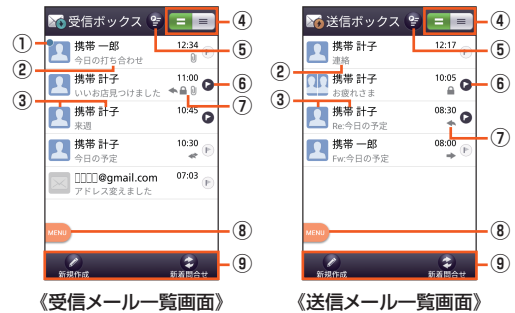 受信ボックス
④
⑤
① 携帯 一郎 12:34
② 今日の打ち合わせ
携帯 計子 11:00 ⑥
③ いいお店見つけました ⑦
携帯 計子 10:45
来週
携帯 計子 10:30
今日の予定
□□□□@gmail.com 07:03
アドレス変えました
MENU ⑧
新規作成 新着問合せ ⑨
《受信メール一覧画面》
送信ボックス
④
⑤
携帯 計子 12:17
② 連絡
携帯 計子 10:05 ⑥
③ お疲れさま
携帯 計子 08:30
Re:今日の予定 ⑦
携帯 一郎 08:00
Fw:今日の予定
MENU ⑧
新規作成 新着問合せ ⑨
《送信メール一覧画面》